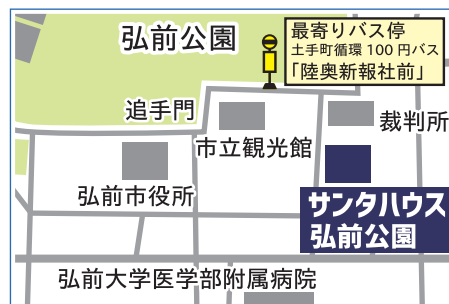 弘前公園
最寄りバス停
土手町循環100円バス
「陸奥新報社前」
追手門
裁判所
市立観光館
弘前市役所
サンタハウス
弘前公園
弘前大学医学部附属病院